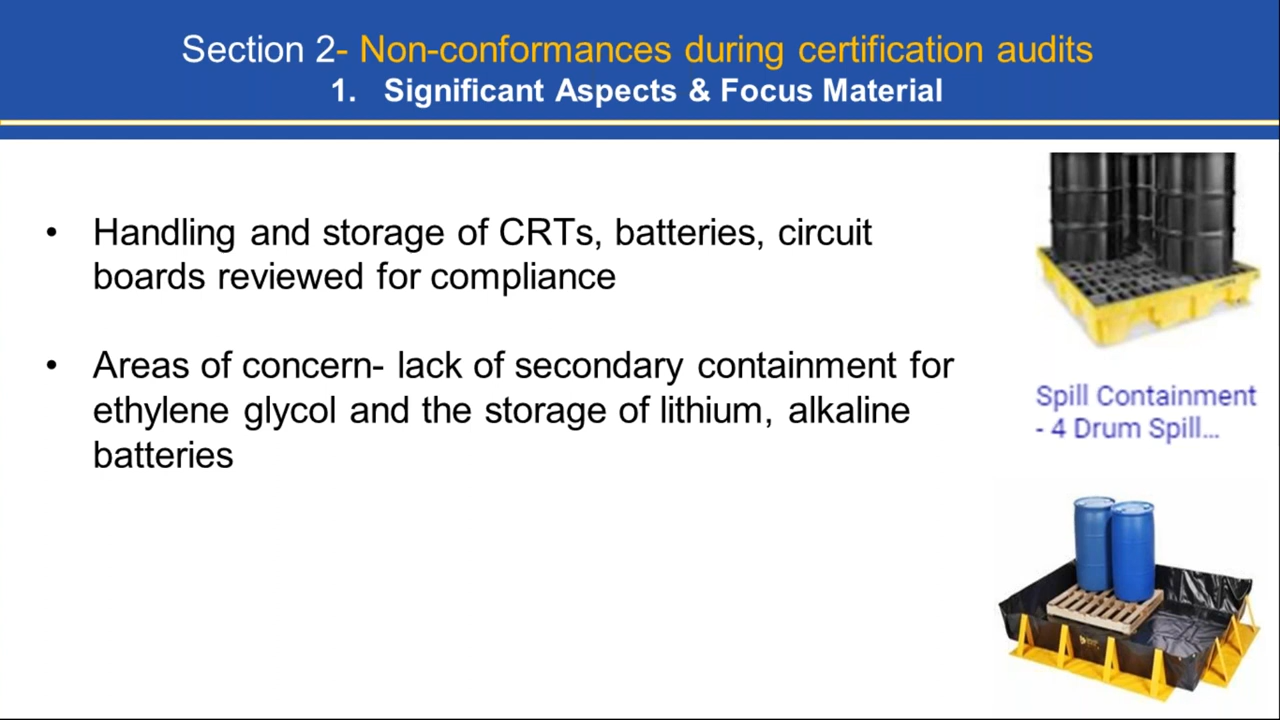 Section 2- Non-conformances during certification audits
1. Significant Aspects & Focus Material
• Handling and storage of CRTs, batteries, circuit
boards reviewed for compliance
• Areas of concern- lack of secondary containment for
ethylene glycol and the storage of lithium, alkaline
batteries
Spill Containment
- 4 Drum Spill...